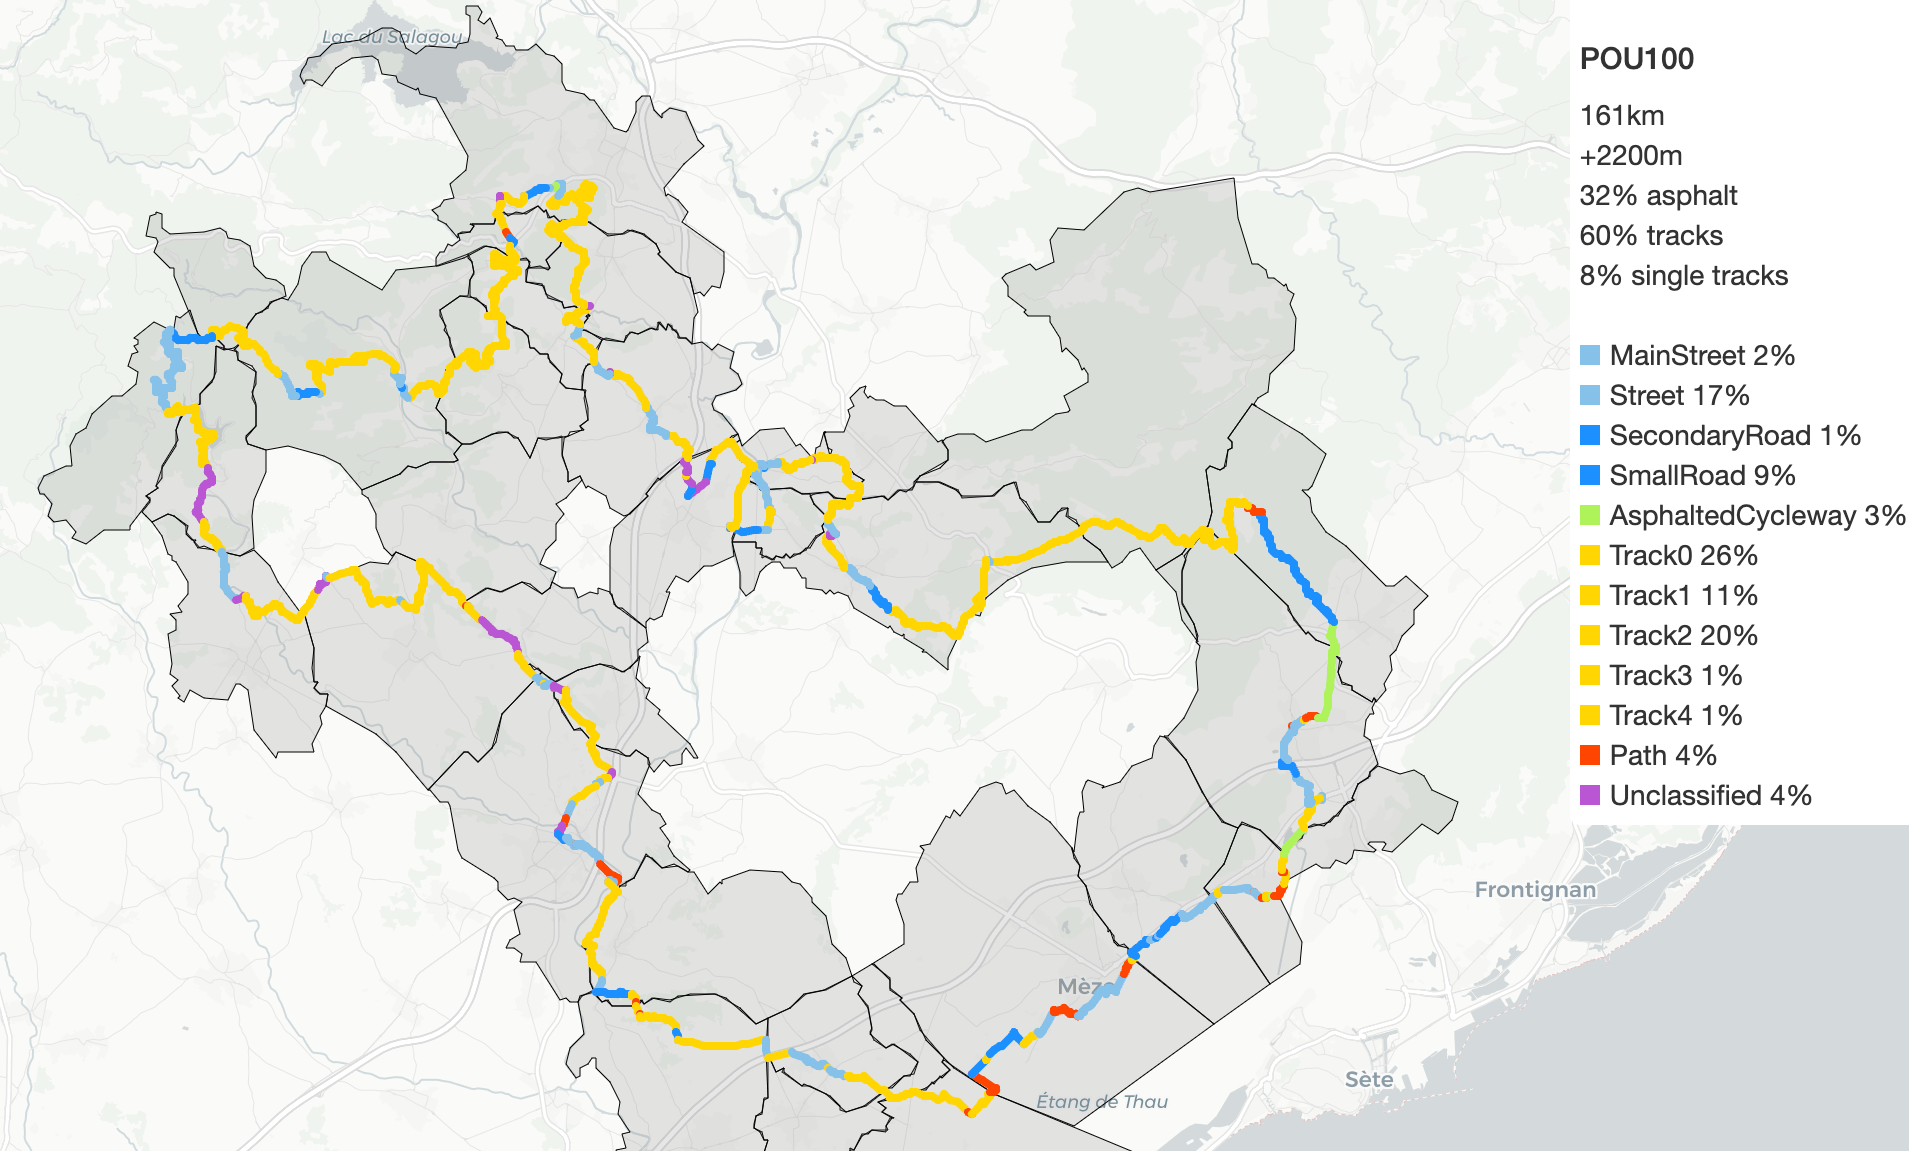 Lac du Salagou
POU100
161km
+2200m
32% asphalt
60% tracks
8% single tracks
MainStreet 2%
Street 17%
SecondaryRoad 1%
SmallRoad 9%
AsphaltedCycleway 3%
Track0 26%
Track1 11%
Track2 20%
Track3 1%
Track4 1%
Path 4%
Unclassified 4%
Frontignan
Mèze
Sète
Étang de Thau